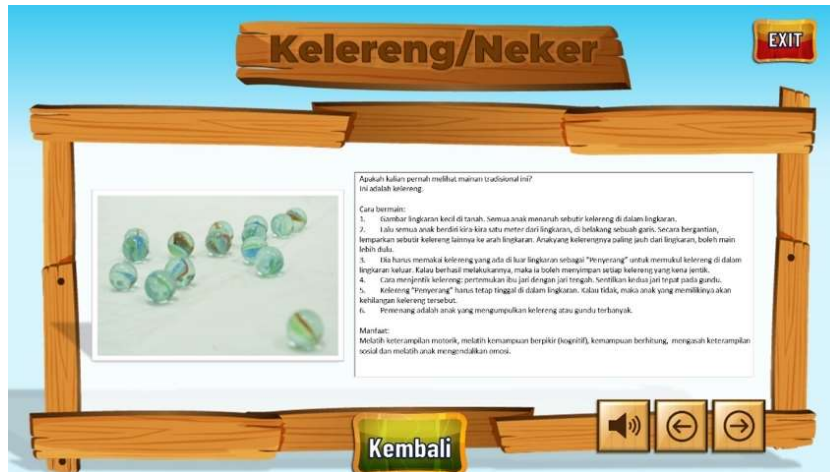 Kelereng/Neker
EXIT
Apakah kalian pernah melihat mainan tradisional ini?
Ini adalah kelereng.
Cara bermain:
1. Gambar lingkaran kecil di tanah. Semua anak menaruh sebutir kelereng di dalam lingkaran.
2. Lalu semua anak berdiri kira-kira satu meter dari lingkaran, di belakang sebuah garis. Secara bergantian,
lemparkan sebutir kelereng lainnya ke arah lingkaran. Anakyang kelerengnya paling jauh dari lingkaran, boleh main
lebih dulu.
3. Dia harus memakai kelereng yang ada di luar lingkaran sebagai "Penyerang" untuk memukul kelereng di dalam
lingkaran keluar. Kalau berhasil melakukannya, maka ia boleh menyimpan setiap kelereng yang kena jentik.
4. Cara menjentik kelereng: pertemukan ibu jari dengan jari tengah. Sentilkan kedua jari tepat pada gundu.
5. Kelereng "Penyerang" harus tetap tinggal di dalam lingkaran. Kalau tidak, maka anak yang memilikinya akan
kehilangan kelereng tersebut.
6. Pemenang adalah anak yang mengumpulkan kelereng atau gundu terbanyak.
Manfaat:
Melatih keterampilan motorik, melatih kemampuan berpikir (kognitif), kemampuan berhitung, mengasah keterampilan
sosial dan melatih anak mengendalikan emosi.
Kembali